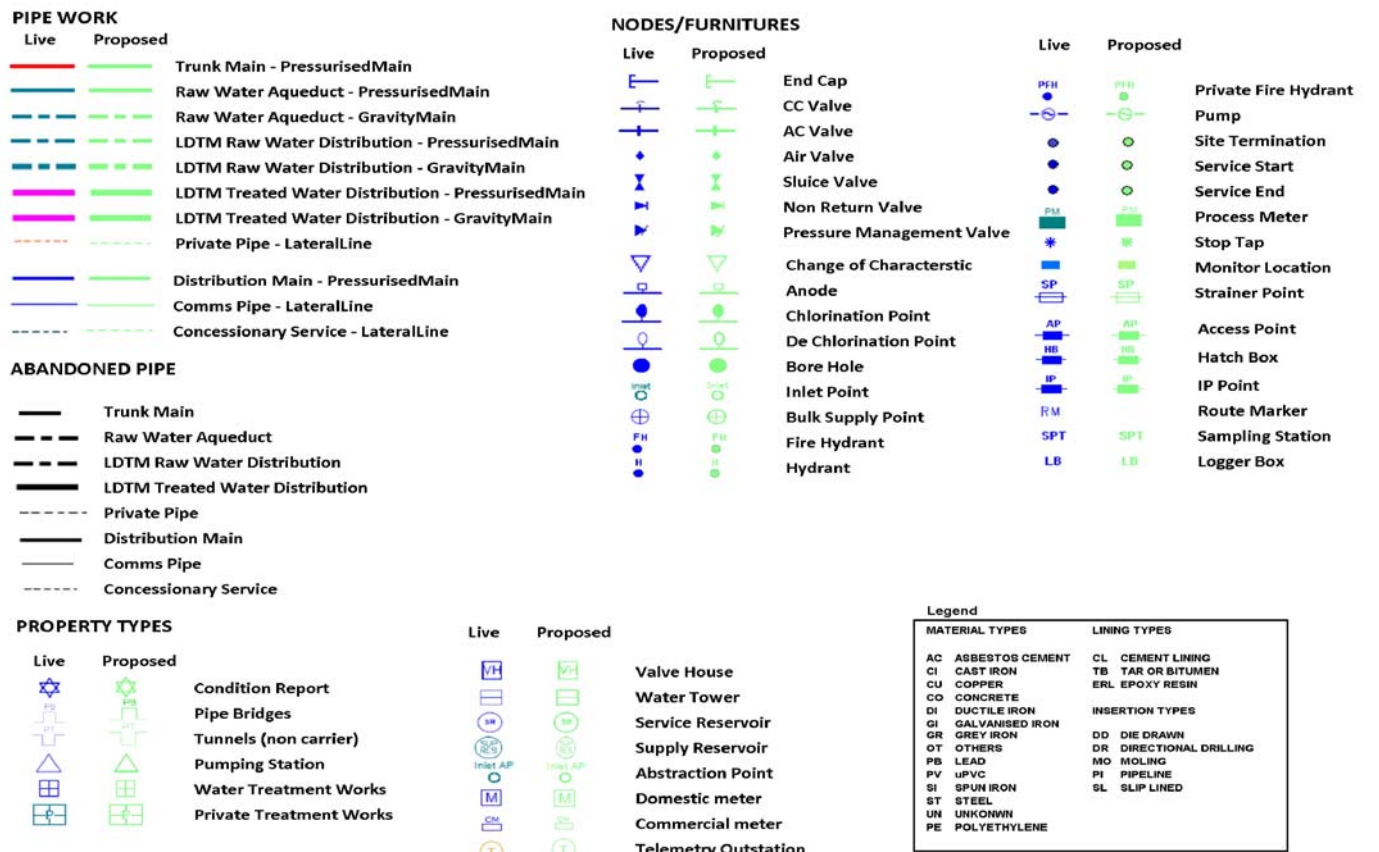 PIPE WORK
Live Proposed
Trunk Main - PressurisedMain
Raw Water Aqueduct - PressurisedMain
Raw Water Aqueduct - GravityMain
LDTM Raw Water Distribution - PressurisedMain
LDTM Raw Water Distribution - GravityMain
LDTM Treated Water Distribution - PressurisedMain
LDTM Treated Water Distribution - GravityMain
Private Pipe - LateralLine
Distribution Main - PressurisedMain
Comms Pipe - LateralLine
Concessionary Service - LateralLine
ABANDONED PIPE
Trunk Main
Raw Water Aqueduct
LDTM Raw Water Distribution
LDTM Treated Water Distribution
Private Pipe
Distribution Main
Comms Pipe
Concessionary Service
NODES/FURNITURES
Live Proposed
End Cap
CC Valve
AC Valve
Air Valve
Sluice Valve
Non Return Valve
Pressure Management Valve
Change of Characterstic
Anode
Chlorination Point
De Chlorination Point
Bore Hole
Inlet Inlet Inlet Point
Bulk Supply Point
FH FH Fire Hydrant
H H Hydrant
Live Proposed
PFH PFH Private Fire Hydrant
Pump
Site Termination
Service Start
Service End
PM PM Process Meter
Stop Tap
Monitor Location
SP SP Strainer Point
AP AP Access Point
HB HB Hatch Box
IP IP IP Point
RM Route Marker
SPT SPT Sampling Station
LB LB Logger Box
PROPERTY TYPES
Live Proposed
Condition Report
PB PB Pipe Bridges
PT PT Tunnels (non carrier)
Pumping Station
Water Treatment Works
P P Private Treatment Works
Live Proposed
VH VH Valve House
Water Tower
SR SR Service Reservoir
SUP RES SUP RES Supply Reservoir
Inlet AP Inlet AP Abstraction Point
M M Domestic meter
CM CM Commercial meter
T T Telemetry Outstation
Legend
MATERIAL TYPES
AC ASBESTOS CEMENT
CI CAST IRON
CU COPPER
CO CONCRETE
DI DUCTILE IRON
GI GALVANISED IRON
GR GREY IRON
OT OTHERS
PB LEAD
PV uPVC
SI SPUN IRON
ST STEEL
UN UNKONWN
PE POLYETHYLENE
LINING TYPES
CL CEMENT LINING
TB TAR OR BITUMEN
ERL EPOXY RESIN
INSERTION TYPES
DD DIE DRAWN
DR DIRECTIONAL DRILLING
MO MOLING
PI PIPELINE
SL SLIP LINED